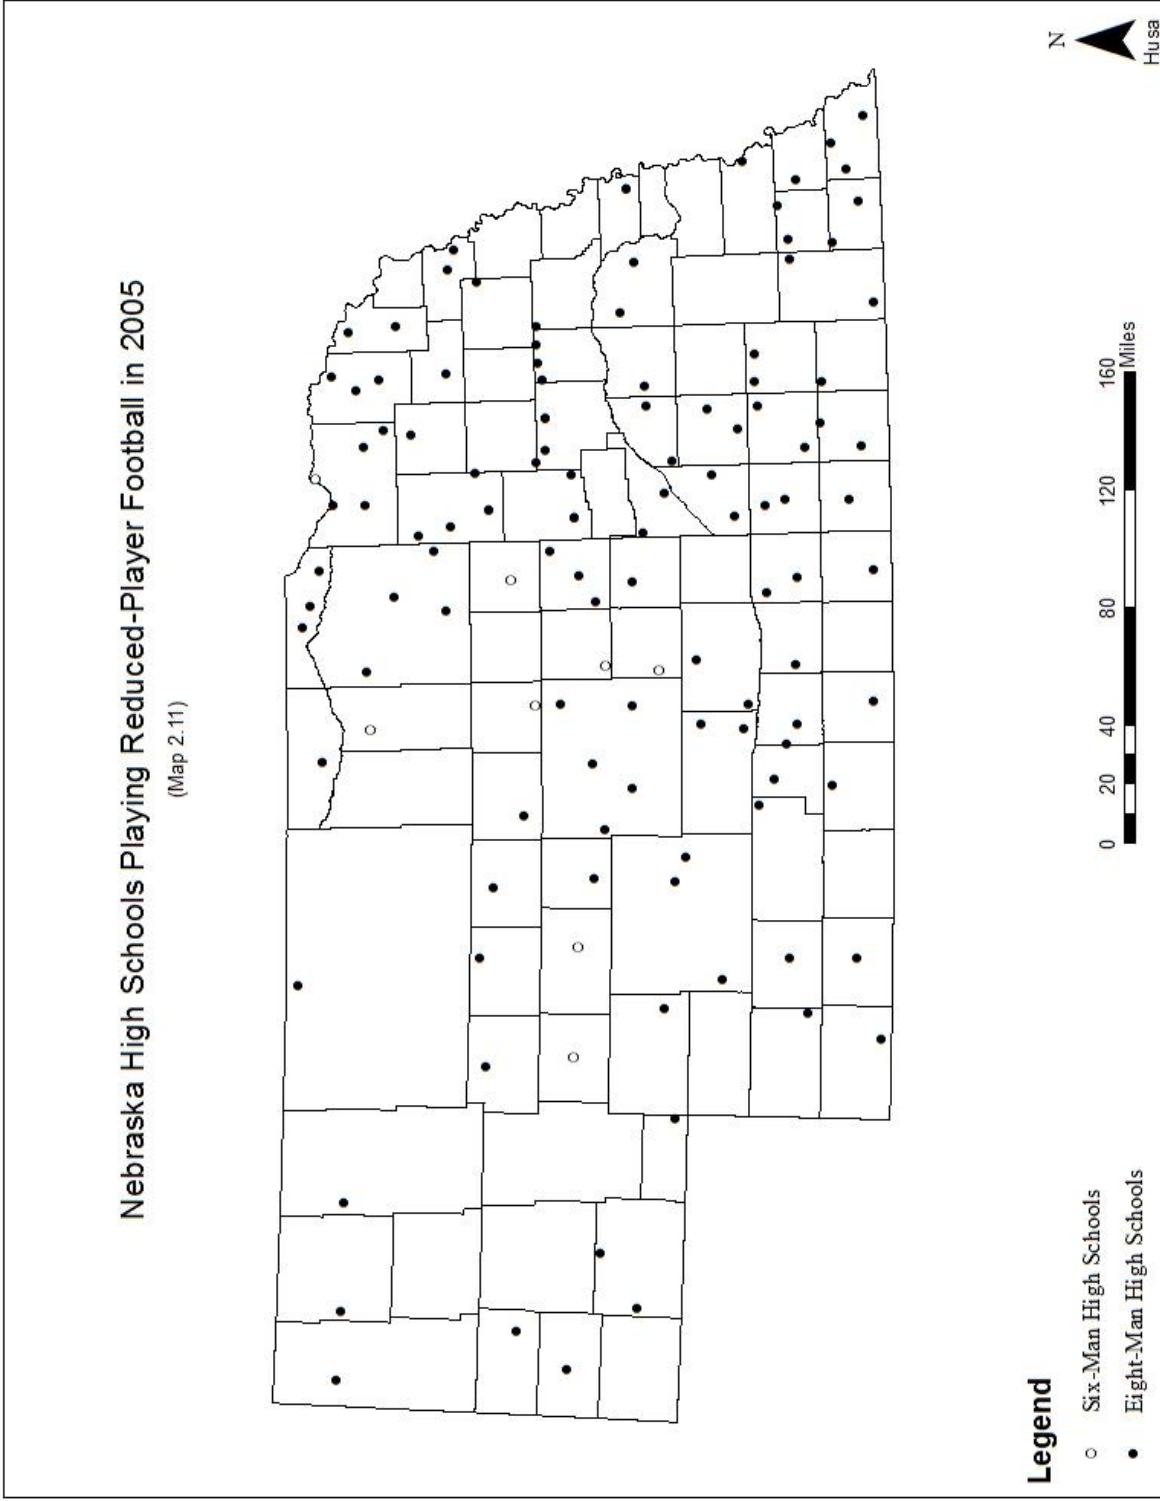 Nebraska High Schools Playing Reduced-Player Football in 2005
(Map 2.11)
Legend
Six-Man High Schools
Eight-Man High Schools
0 20 40 80 120 160
Miles
N
Husa